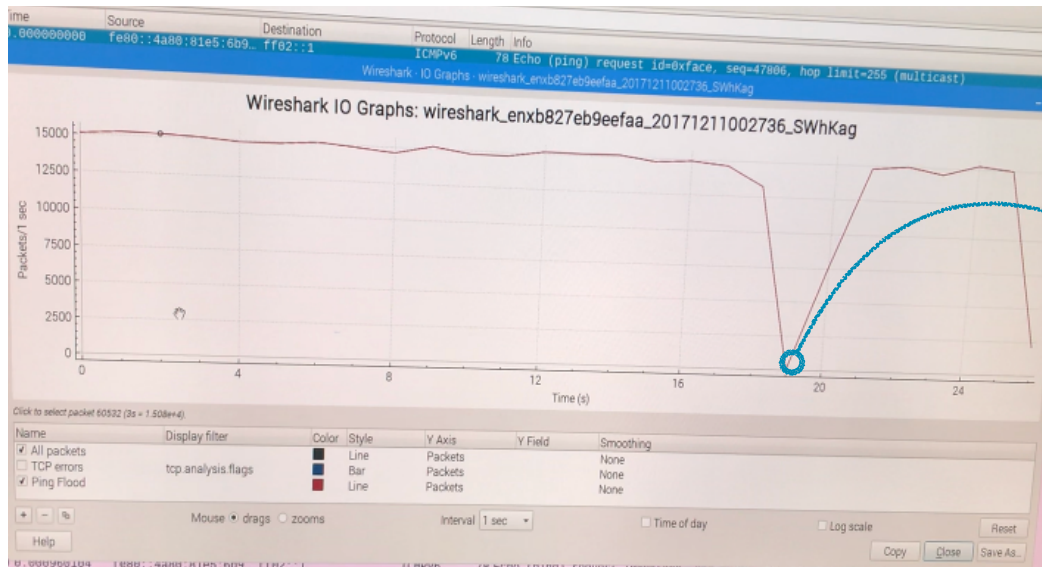 ime Source Destination Protocol Length Info
0.000000000 fe80::4a80:81e5:6b9… ff02::1 ICMPv6 78 Echo (ping) request id=0xface, seq=47806, hop limit=255 (multicast)
Wireshark · IO Graphs · wireshark_enxb827eb9eefaa_20171211002736_SWhKag
Wireshark IO Graphs: wireshark_enxb827eb9eefaa_20171211002736_SWhKag
15000
12500
10000
7500
5000
2500
0
Packets/1 sec
0 4 8 12 16 20 24
Time (s)
Click to select packet 60532 (3s = 1.508e+4).
Name Display filter Color Style Y Axis Y Field Smoothing
All packets Line Packets None
TCP errors tcp.analysis.flags Bar Packets None
Ping Flood Line Packets None
+ −
Mouse drags zooms Interval 1 sec Time of day Log scale Reset
Help Copy Close Save As…